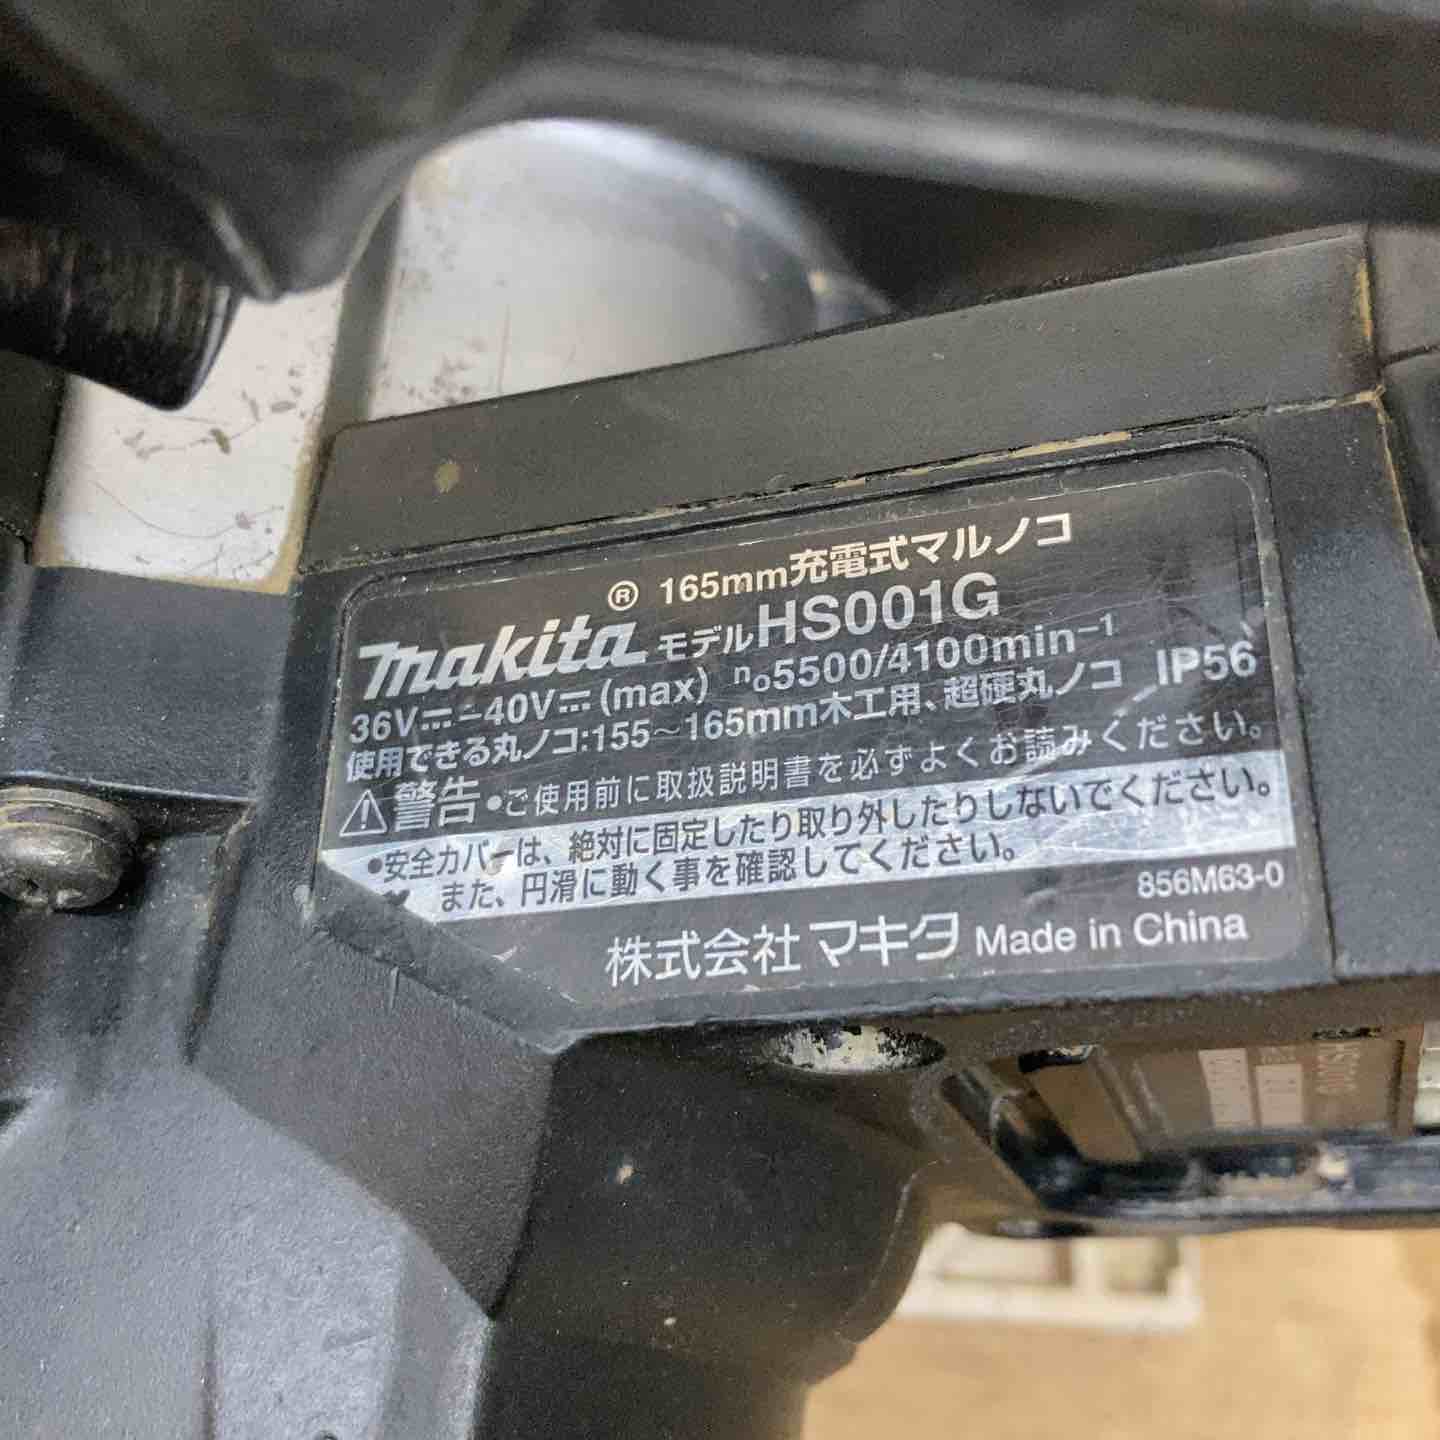 ® 165mm充電式マルノコ
makita モデルHS001G
36V⎓-40V⎓(max) n₀5500/4100min⁻¹
使用できる丸ノコ:155～165mm木工用、超硬丸ノコ IP56
⚠警告 •ご使用前に取扱説明書を必ずよくお読みください。
•安全カバーは、絶対に固定したり取り外したりしないでください。
また、円滑に動く事を確認してください。
856M63-0
株式会社マキタ Made in China